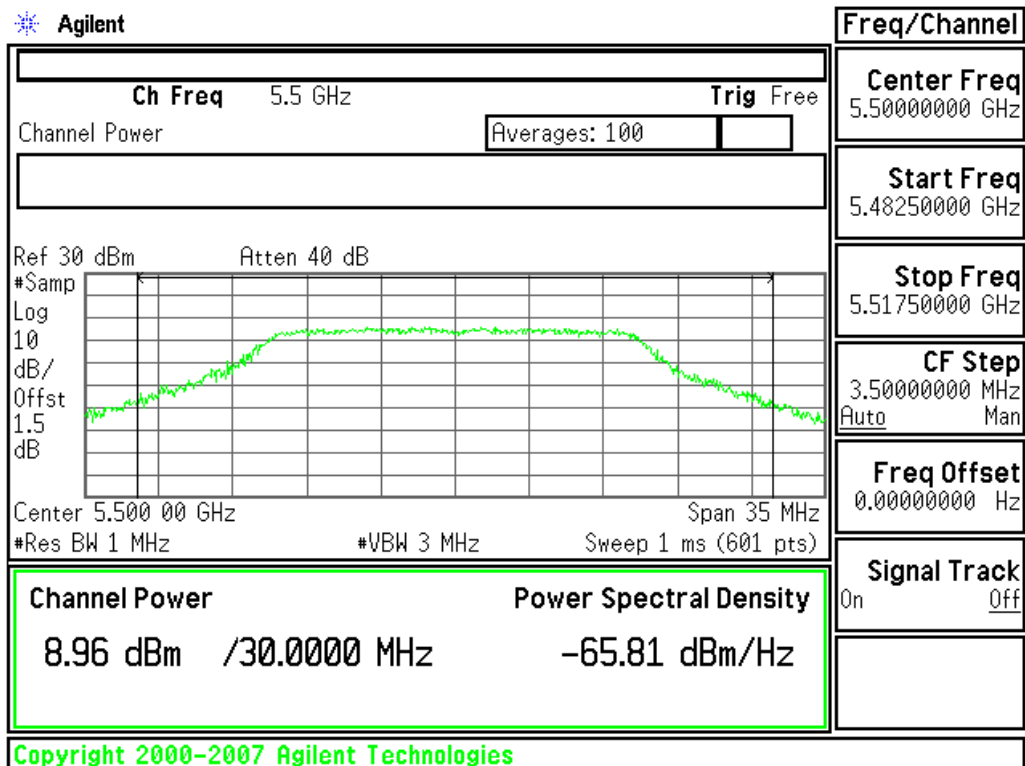 Agilent
Freq/Channel
Ch Freq 5.5 GHz Trig Free
Channel Power Averages: 100
Ref 30 dBm Atten 40 dB
#Samp
Log
10
dB/
Offst
1.5
dB
Center 5.500 00 GHz Span 35 MHz
#Res BW 1 MHz #VBW 3 MHz Sweep 1 ms (601 pts)
Channel Power Power Spectral Density
8.96 dBm /30.0000 MHz -65.81 dBm/Hz
Center Freq
5.50000000 GHz
Start Freq
5.48250000 GHz
Stop Freq
5.51750000 GHz
CF Step
3.50000000 MHz
Auto Man
Freq Offset
0.00000000 Hz
Signal Track
On Off
Copyright 2000-2007 Agilent Technologies